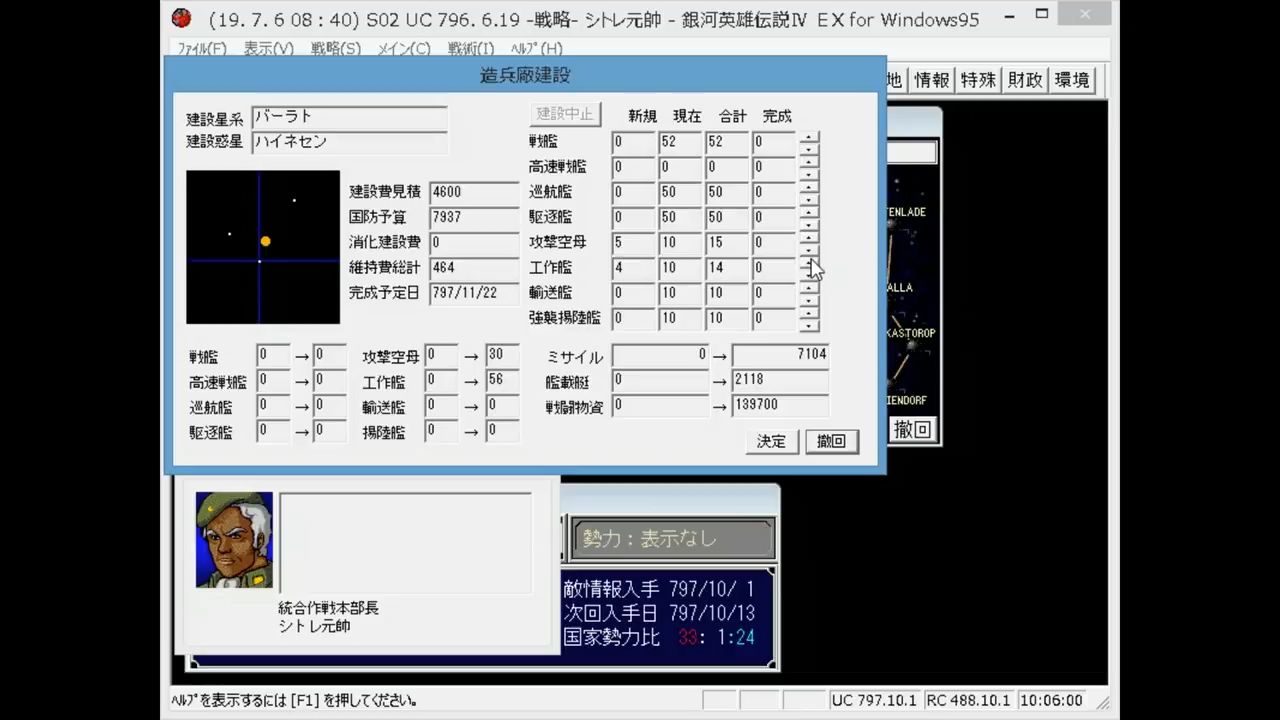 (19. 7. 6 08 : 40) S02 UC 796. 6.19 -戦略- シトレ元帥 - 銀河英雄伝説Ⅳ EX for Windows95
ﾌｧｲﾙ(F) 表示(V) 戦略(S) メイン(C) 戦術(I) ﾍﾙﾌﾟ(H)
造兵廠建設
地 情報 特殊 財政 環境
建設星系 バーラト
建設惑星 ハイネセン
建設中止 新規 現在 合計 完成
戦艦 0 52 52 0
高速戦艦 0 0 0 0
建設費見積 4600 巡航艦 0 50 50 0
国防予算 7937 駆逐艦 0 50 50 0
消化建設費 0 攻撃空母 5 10 15 0
維持費総計 464 工作艦 4 10 14 0
完成予定日 797/11/22 輸送艦 0 10 10 0
強襲揚陸艦 0 10 10 0
戦艦 0 → 0 攻撃空母 0 → 30 ミサイル 0 → 7104
高速戦艦 0 → 0 工作艦 0 → 56 艦載艇 0 → 2118
巡航艦 0 → 0 輸送艦 0 → 0 戦闘物資 0 → 139700
駆逐艦 0 → 0 揚陸艦 0 → 0
決定 撤回
ENLADE
ALLA
KASTOROP
IENDORF
撤回
統合作戦本部長
シトレ元帥
勢力：表示なし
敵情報入手 797/10/ 1
次回入手日 797/10/13
国家勢力比 33: 1:24
ﾍﾙﾌﾟを表示するには [F1] を押してください。 UC 797.10.1 RC 488.10.1 10:06:00